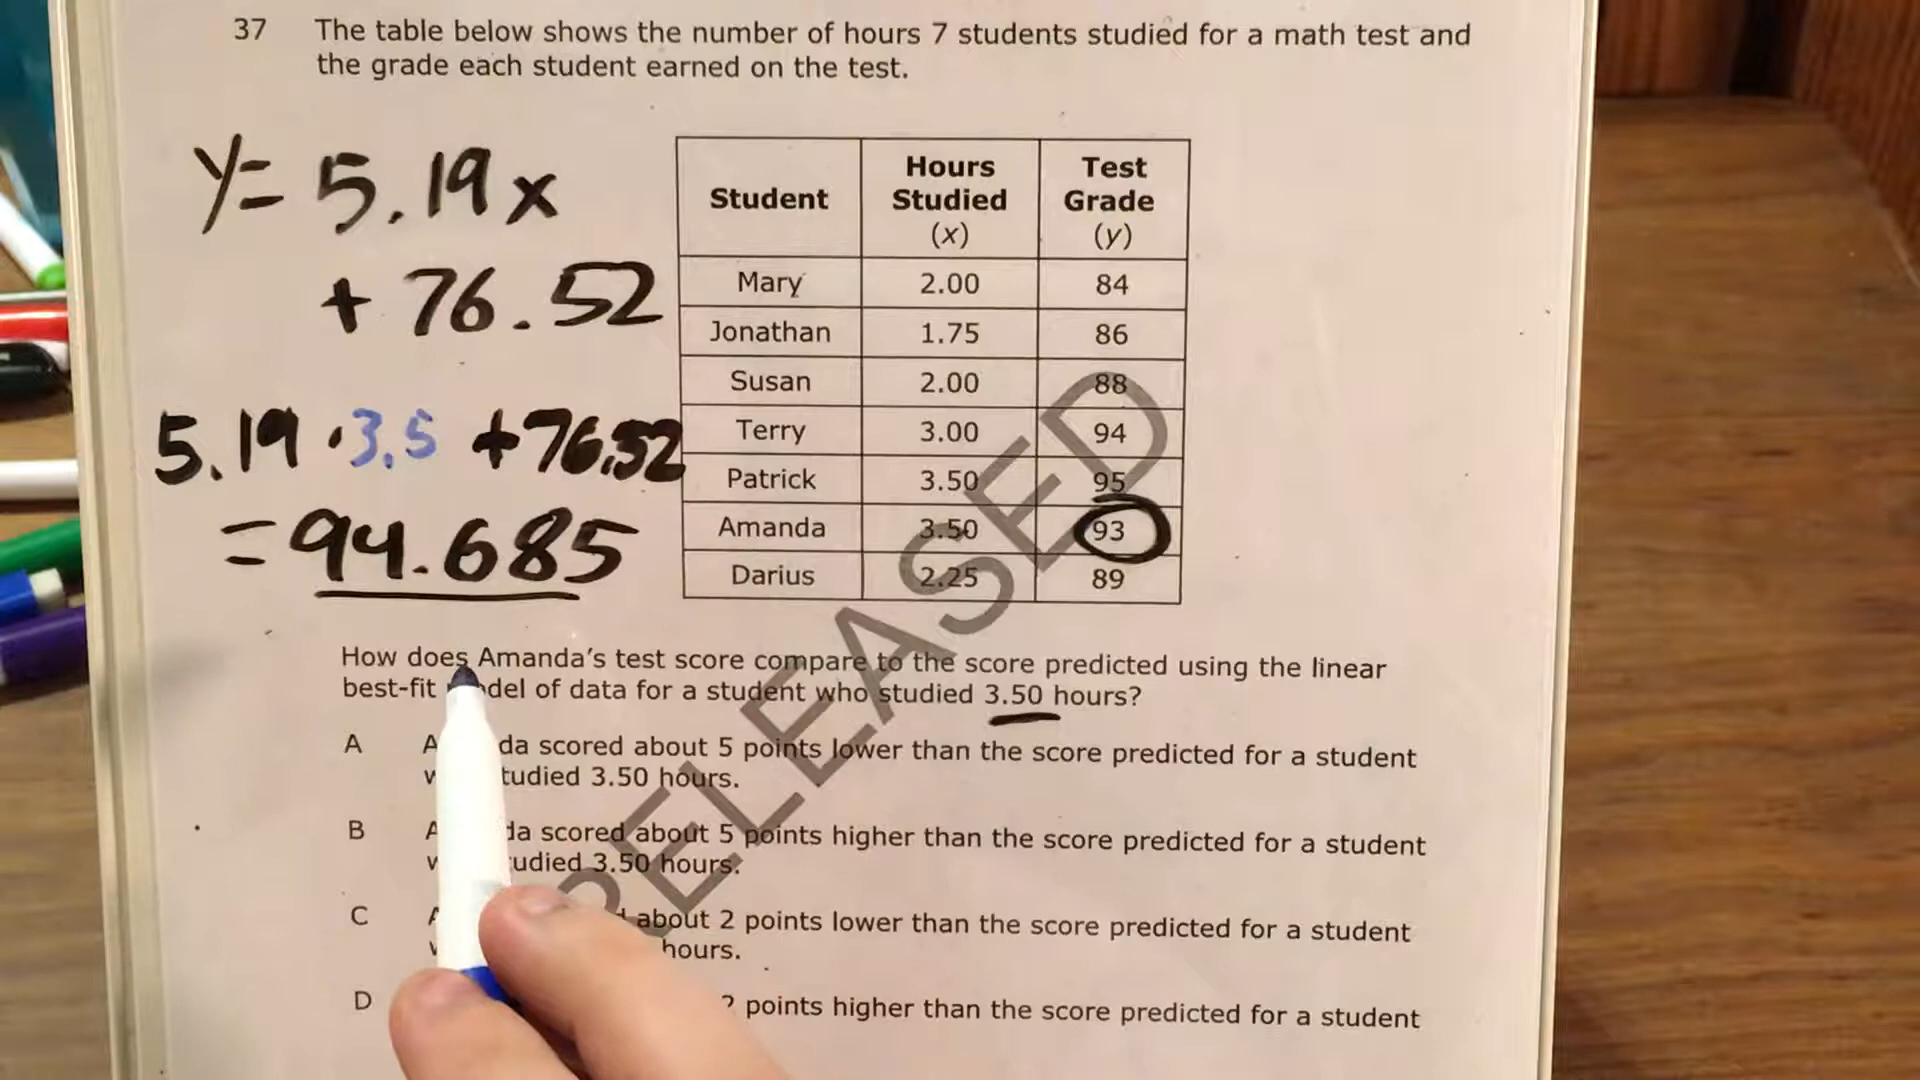 37 The table below shows the number of hours 7 students studied for a math test and
the grade each student earned on the test.
y= 5.19x
+ 76.52
5.19 · 3.5 +76.52
= 94.685
Student Hours Studied (x) Test Grade (y)
Mary 2.00 84
Jonathan 1.75 86
Susan 2.00 88
Terry 3.00 94
Patrick 3.50 95
Amanda 3.50 93
Darius 2.25 89
How does Amanda's test score compare to the score predicted using the linear
best-fit of data for a student who studied 3.50 hours?
A scored about 5 points lower than the score predicted for a student
3.50 hours.
B scored about 5 points higher than the score predicted for a student
3.50 hours.
C about 2 points lower than the score predicted for a student
hours.
D points higher than the score predicted for a student
RELEASED